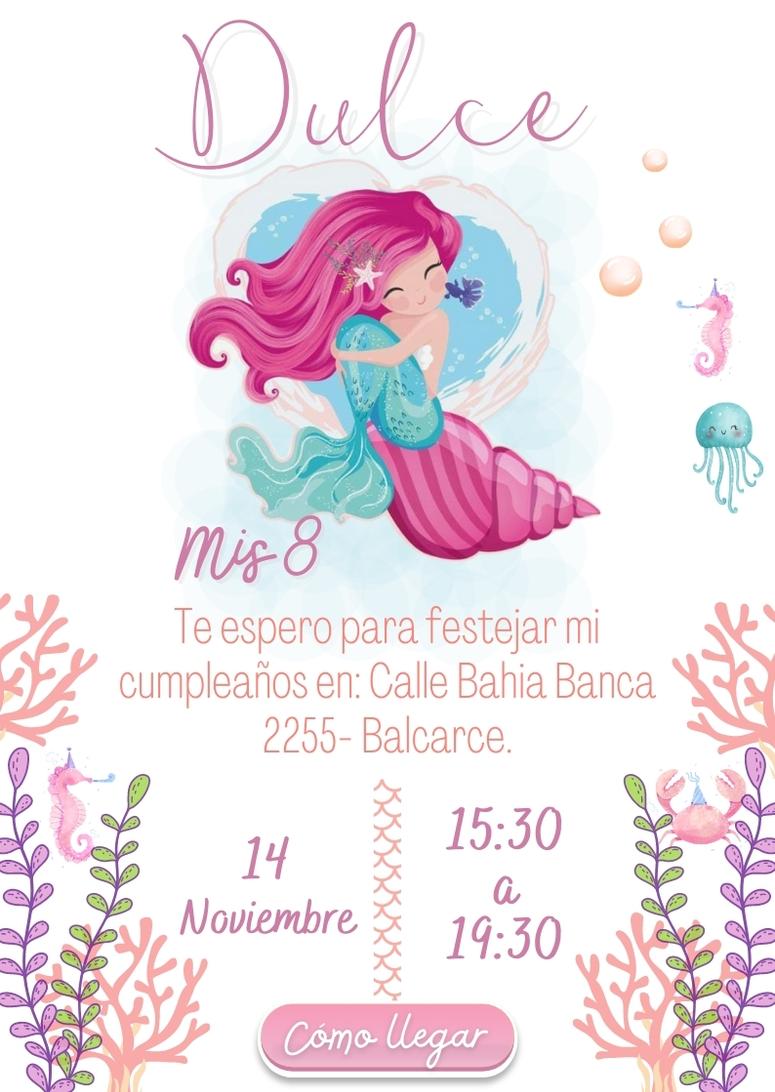 Dulce
Mis 8
Te espero para festejar mi
cumpleaños en: Calle Bahia Banca
2255- Balcarce.
14
Noviembre
15:30
a
19:30
Cómo llegar